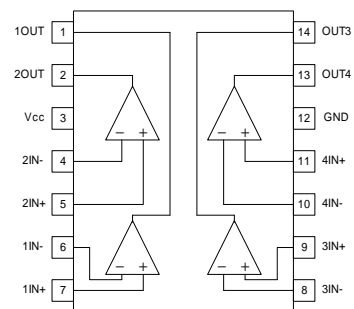 1OUT 1 14 OUT3
2OUT 2 13 OUT4
Vcc 3 12 GND
2IN- 4 − + − + 11 4IN+
2IN+ 5 10 4IN-
1IN- 6 9 3IN+
1IN+ 7 − + − + 8 3IN-